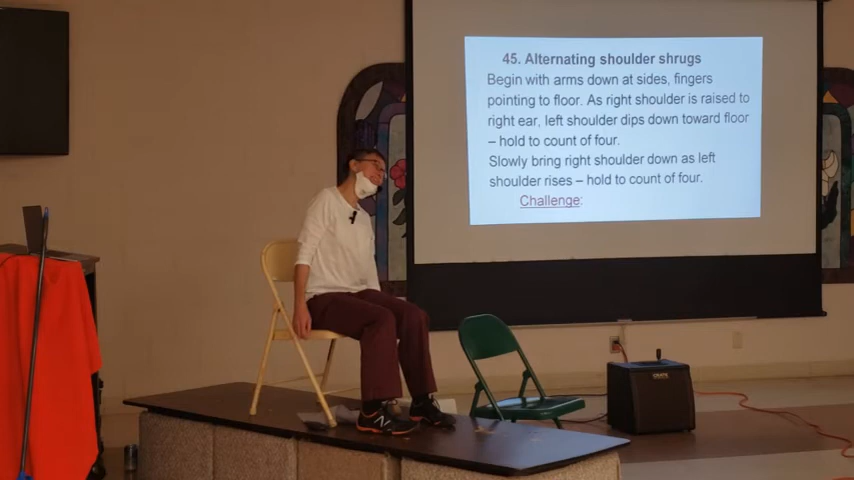 45. Alternating shoulder shrugs
Begin with arms down at sides, fingers
pointing to floor. As right shoulder is raised to
right ear, left shoulder dips down toward floor
– hold to count of four.
Slowly bring right shoulder down as left
shoulder rises – hold to count of four.
Challenge:
CRATE